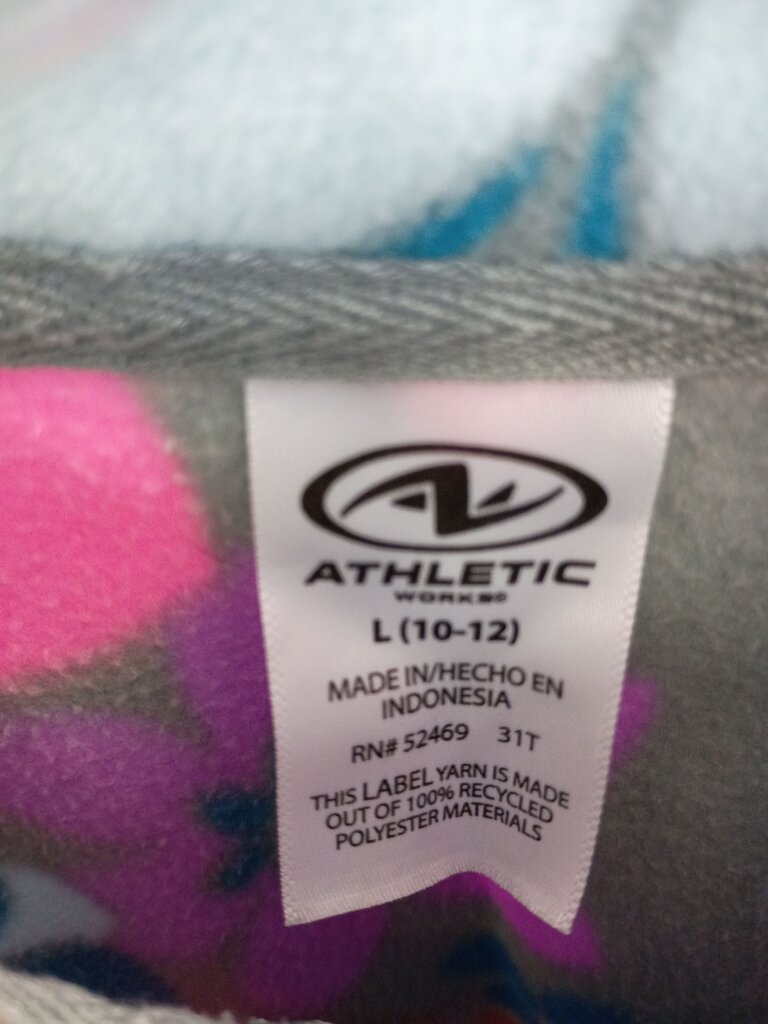 ATHLETIC
WORKS®
L (10-12)
MADE IN/HECHO EN
INDONESIA
RN# 52469 31T
THIS LABEL YARN IS MADE
OUT OF 100% RECYCLED
POLYESTER MATERIALS